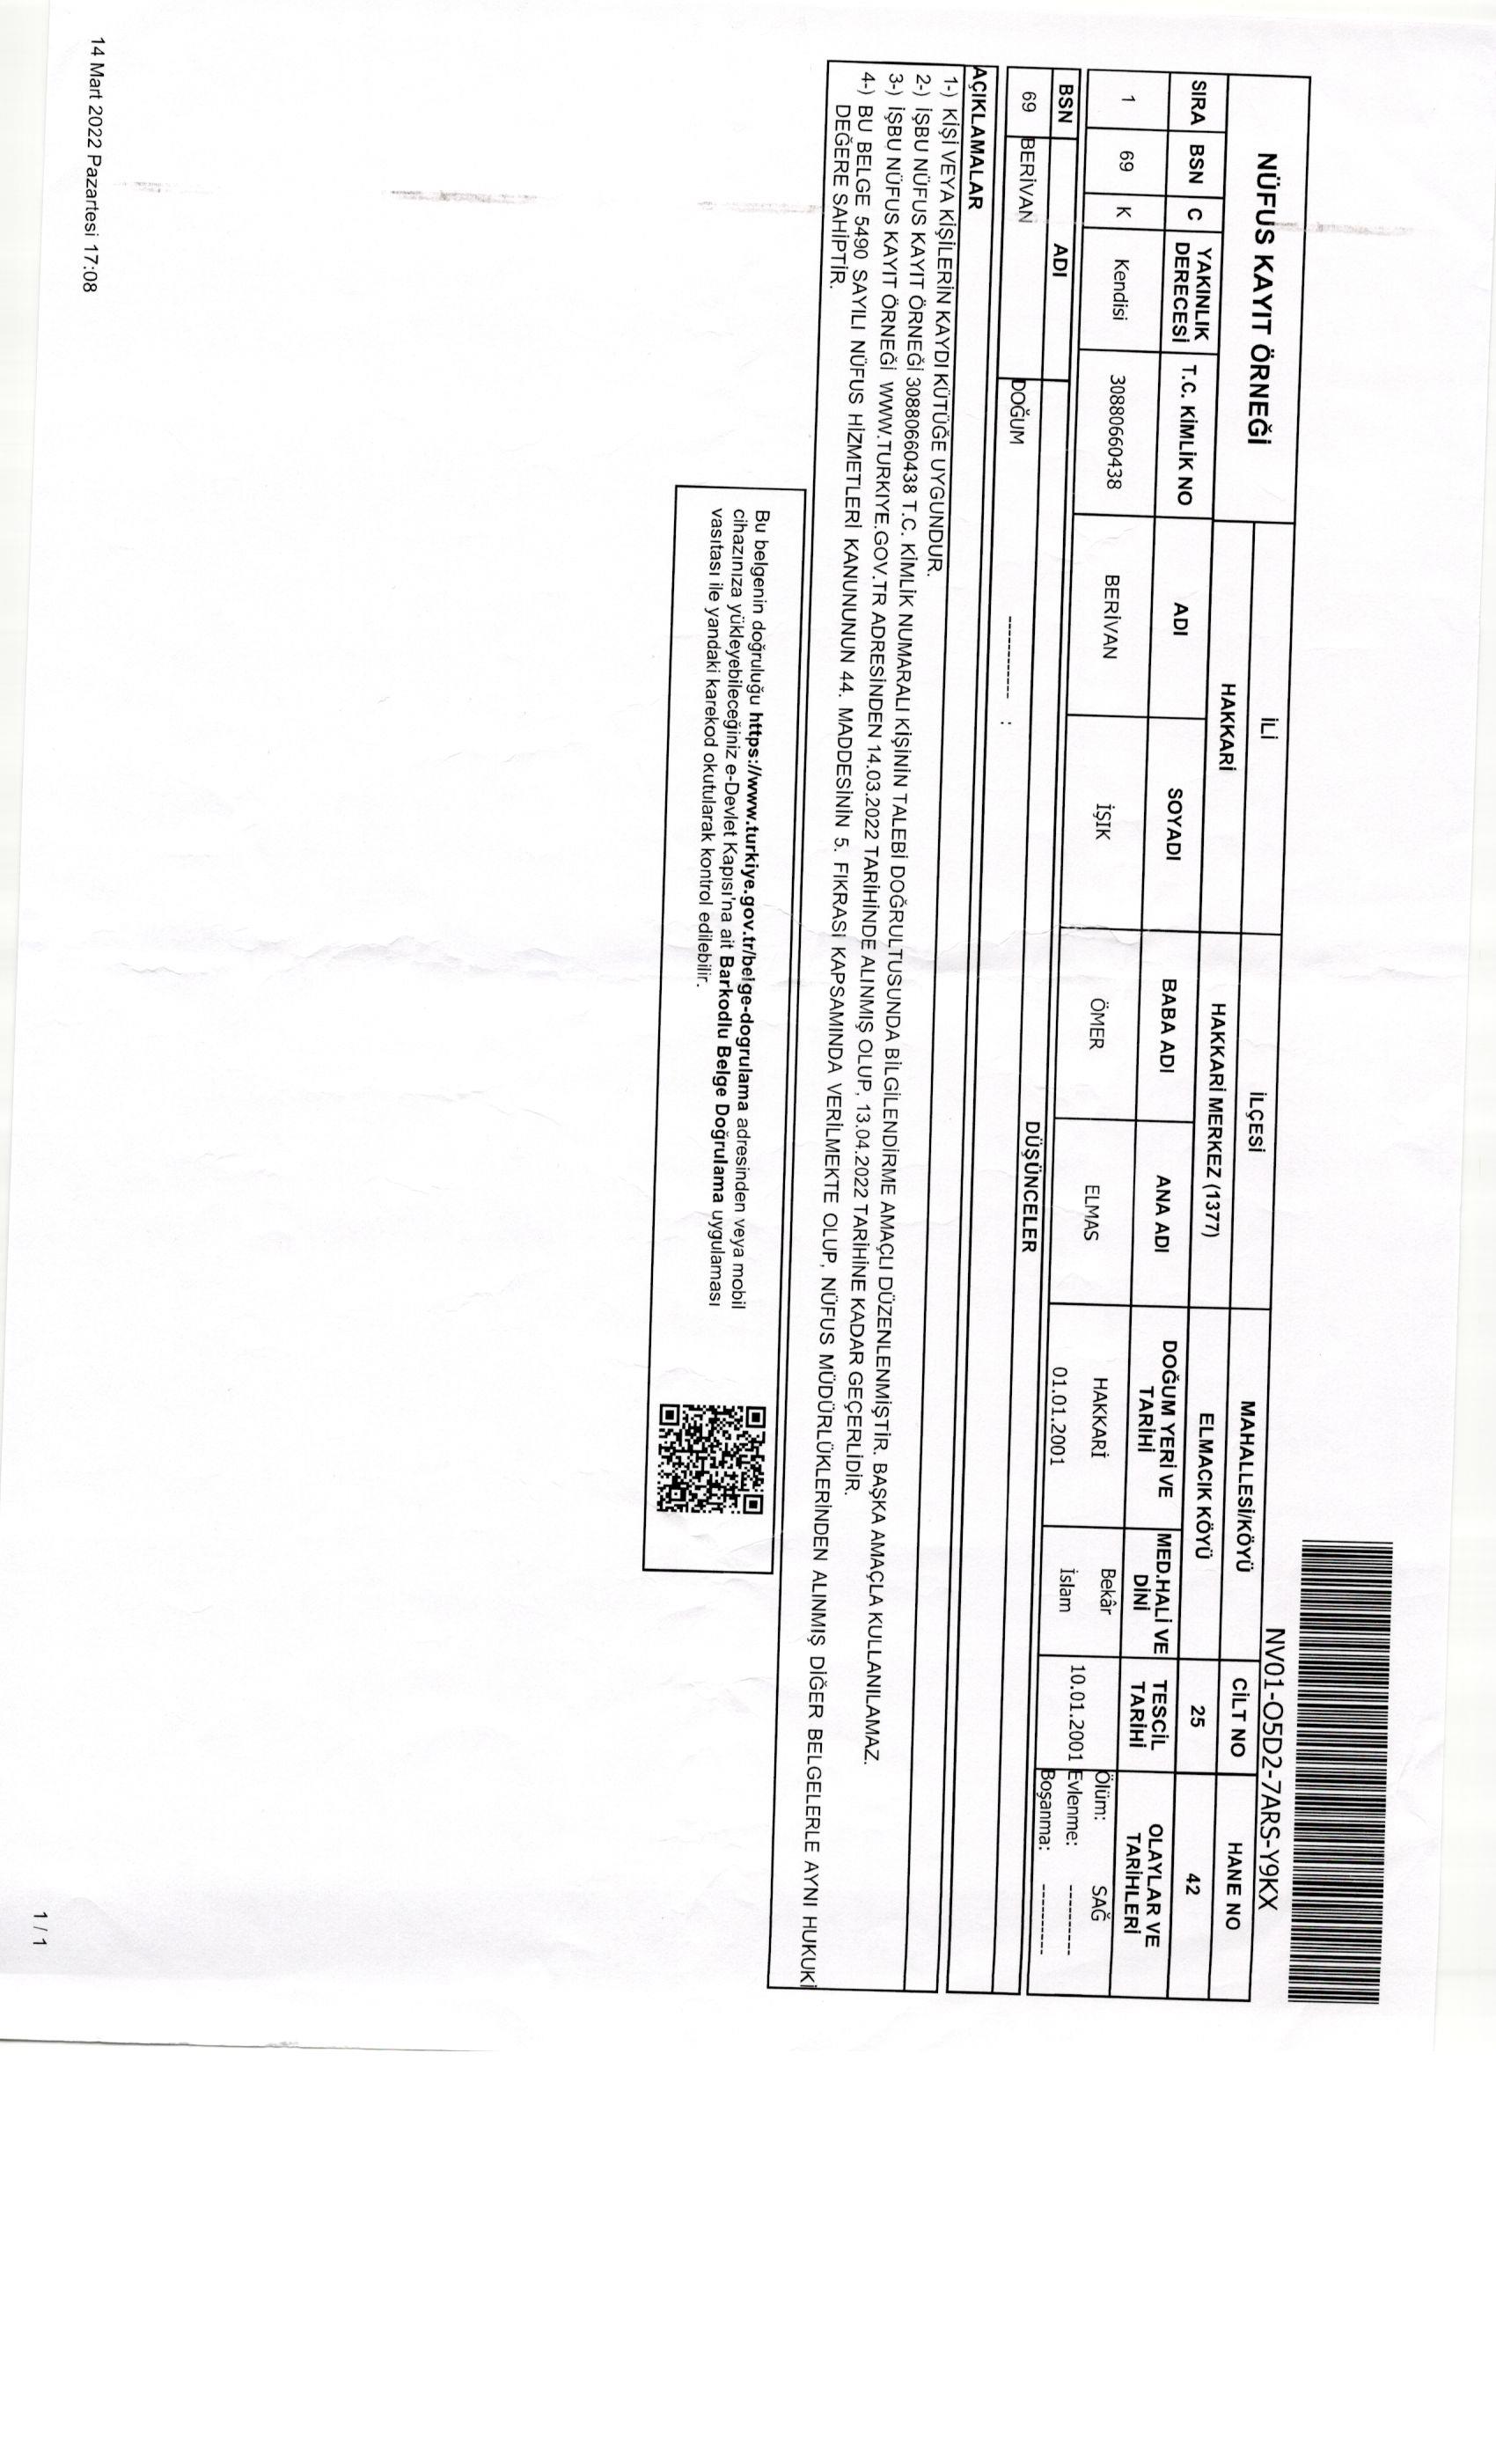 NV01-O5D2-7ARS-Y9KX
NÜFUS KAYIT ÖRNEĞİ
İLİ İLÇESİ MAHALLESİ/KÖYÜ CİLT NO HANE NO
HAKKARİ HAKKARİ MERKEZ (1377) ELMACIK KÖYÜ 25 42
SIRA BSN C YAKINLIK DERECESİ T.C. KİMLİK NO ADI SOYADI BABA ADI ANA ADI DOĞUM YERİ VE TARİHİ MED.HALİ VE DİNİ TESCİL TARİHİ OLAYLAR VE TARİHLERİ
1 69 K Kendisi 30880660438 BERİVAN İŞIK ÖMER ELMAS HAKKARİ Bekâr 10.01.2001 Ölüm: SAĞ
01.01.2001 İslam Evlenme: ----------
Boşanma: ----------
BSN ADI DÜŞÜNCELER
69 BERİVAN DOĞUM ----------- :
AÇIKLAMALAR
1-) KİŞİ VEYA KİŞİLERİN KAYDI KÜTÜĞE UYGUNDUR.
2-) İŞBU NÜFUS KAYIT ÖRNEĞİ 30880660438 T.C. KİMLİK NUMARALI KİŞİNİN TALEBİ DOĞRULTUSUNDA BİLGİLENDİRME AMAÇLI DÜZENLENMİŞTİR. BAŞKA AMAÇLA KULLANILAMAZ.
3-) İŞBU NÜFUS KAYIT ÖRNEĞİ WWW.TURKIYE.GOV.TR ADRESİNDEN 14.03.2022 TARİHİNDE ALINMIŞ OLUP, 13.04.2022 TARİHİNE KADAR GEÇERLİDİR.
4-) BU BELGE 5490 SAYILI NÜFUS HİZMETLERİ KANUNUNUN 44. MADDESİNİN 5. FIKRASI KAPSAMINDA VERİLMEKTE OLUP, NÜFUS MÜDÜRLÜKLERİNDEN ALINMIŞ DİĞER BELGELERLE AYNI HUKUKİ
DEĞERE SAHİPTİR.
Bu belgenin doğruluğu https://www.turkiye.gov.tr/belge-dogrulama adresinden veya mobil
cihazınıza yükleyebileceğiniz e-Devlet Kapısı'na ait Barkodlu Belge Doğrulama uygulaması
vasıtası ile yandaki karekod okutularak kontrol edilebilir.
14 Mart 2022 Pazartesi 17:08
1 / 1